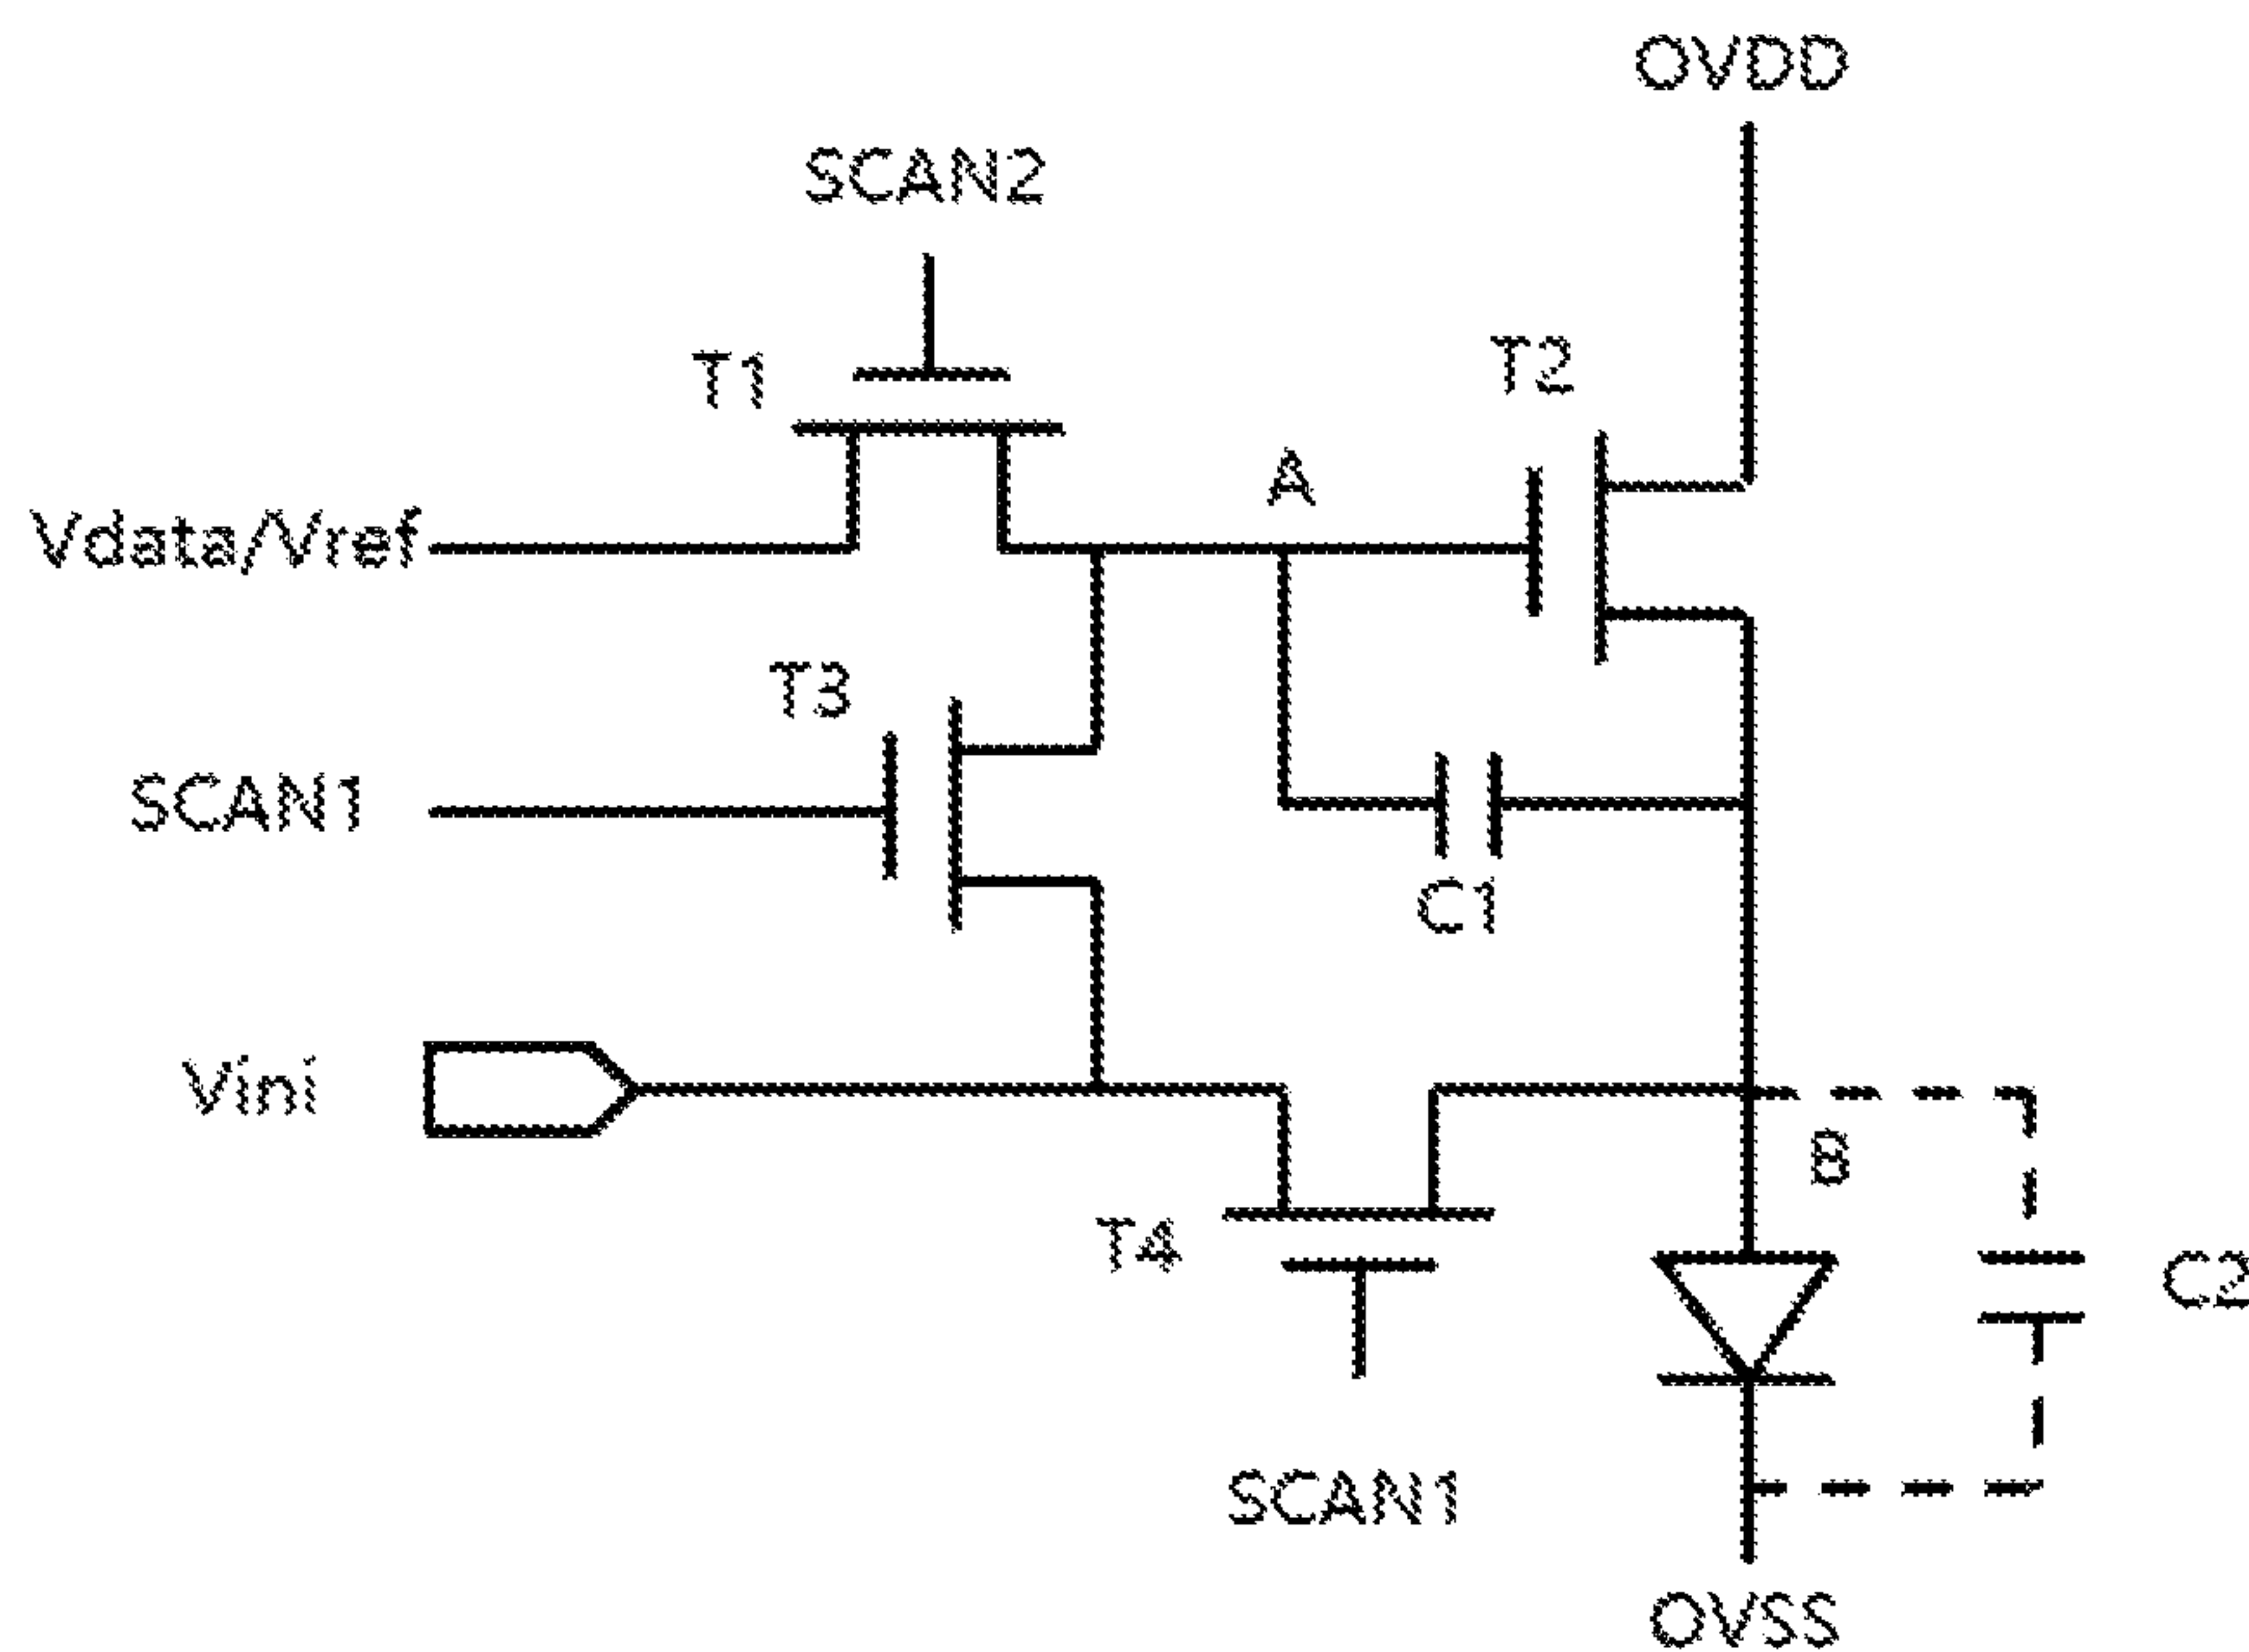 OVDD
SCAN2
T1
T2
A
Vdata/Vref
T3
SCAN1
C1
Vini
B
T4
C2
SCAN1
OVSS